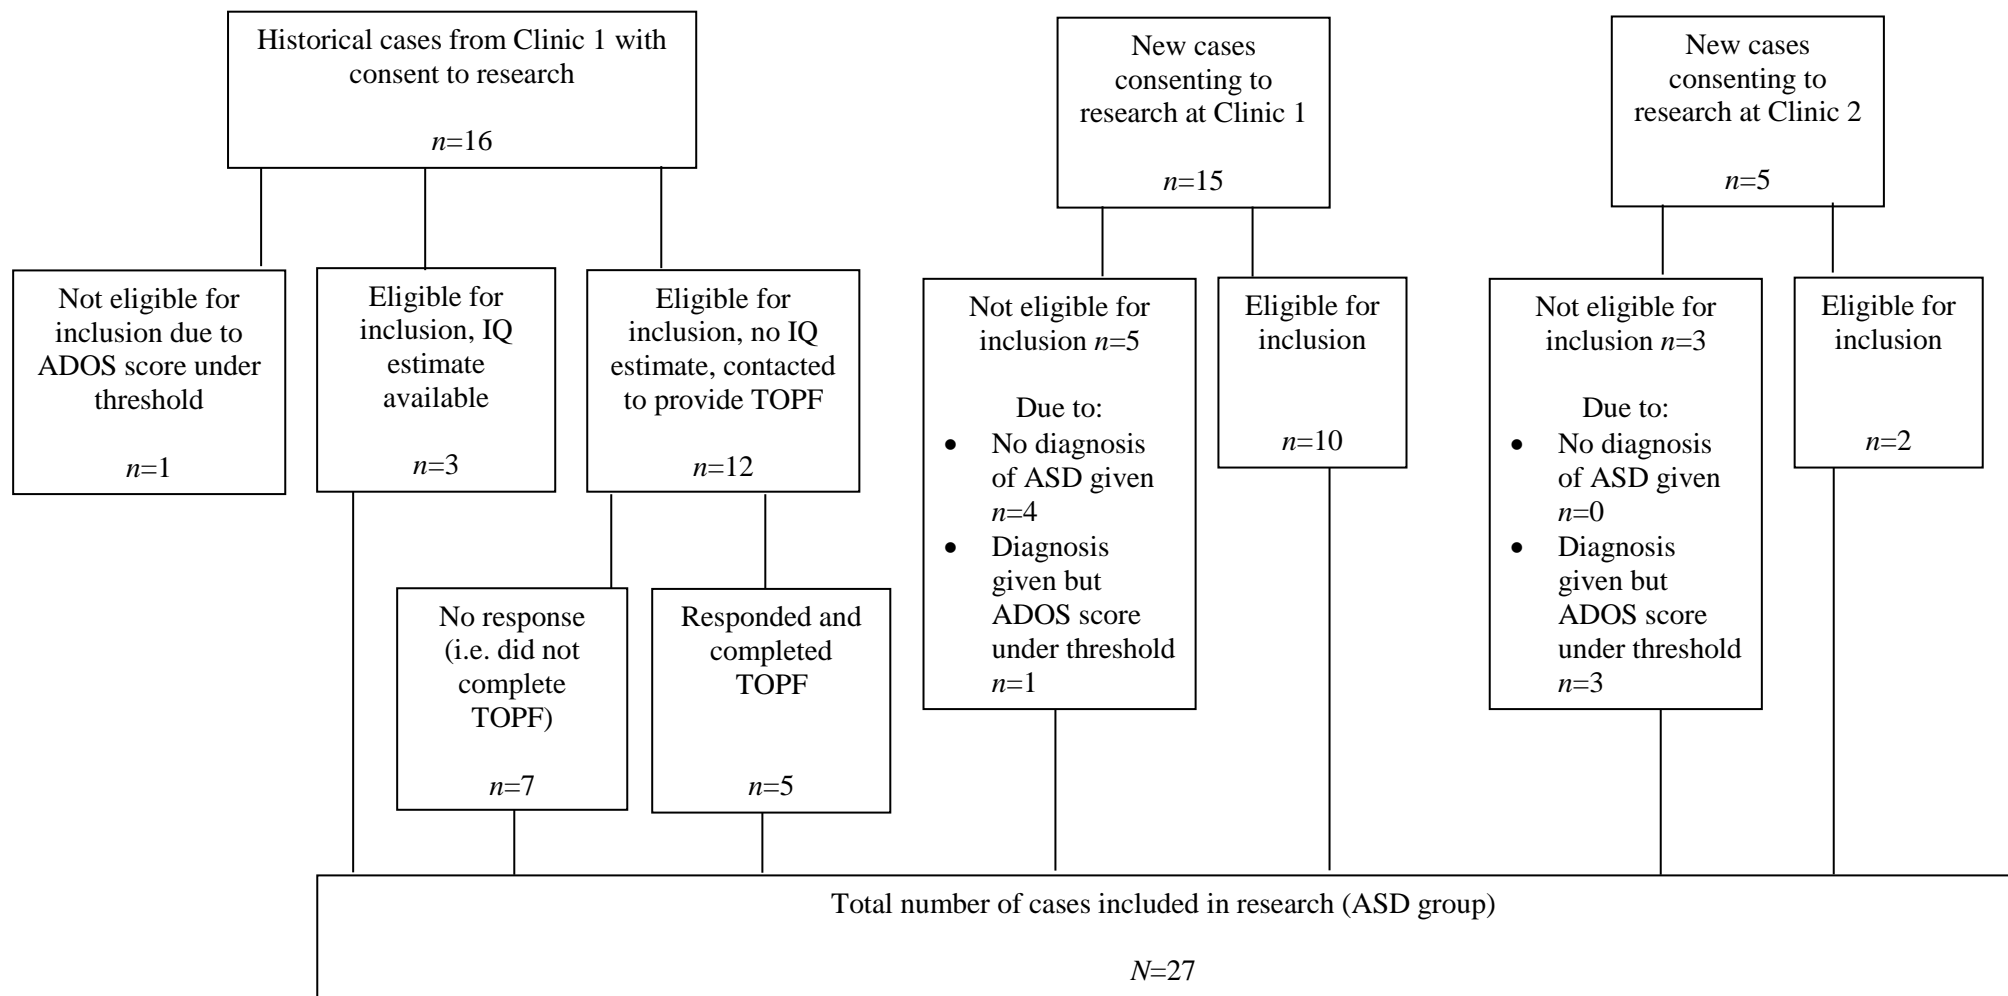 Historical cases from Clinic 1 with
consent to research
n=16
New cases
consenting to
research at Clinic 1
n=15
New cases
consenting to
research at Clinic 2
n=5
Not eligible for
inclusion due to
ADOS score under
threshold
n=1
Eligible for
inclusion, IQ
estimate
available
n=3
Eligible for
inclusion, no IQ
estimate, contacted
to provide TOPF
n=12
Not eligible for
inclusion n=5
Due to:
• No diagnosis
of ASD given
n=4
• Diagnosis
given but
ADOS score
under threshold
n=1
Eligible for
inclusion
n=10
Not eligible for
inclusion n=3
Due to:
• No diagnosis
of ASD given
n=0
• Diagnosis
given but
ADOS score
under threshold
n=3
Eligible for
inclusion
n=2
No response
(i.e. did not
complete
TOPF)
n=7
Responded and
completed
TOPF
n=5
Total number of cases included in research (ASD group)
N=27